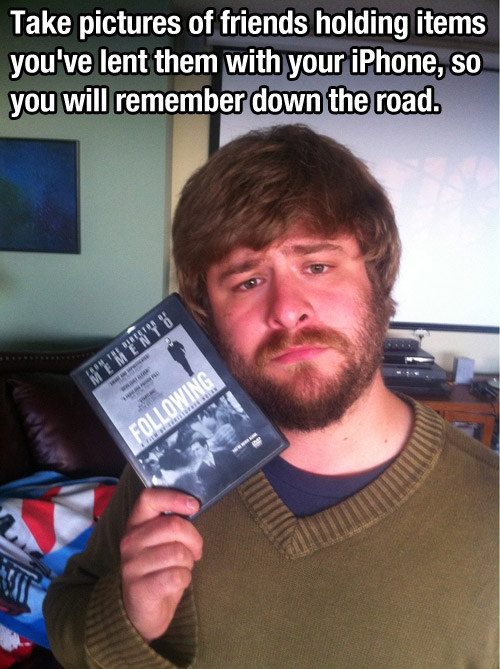 Take pictures of friends holding items
you've lent them with your iPhone, so
you will remember down the road.
FROM THE DIRECTOR OF
MEMENTO
FOLLOWING
DVD